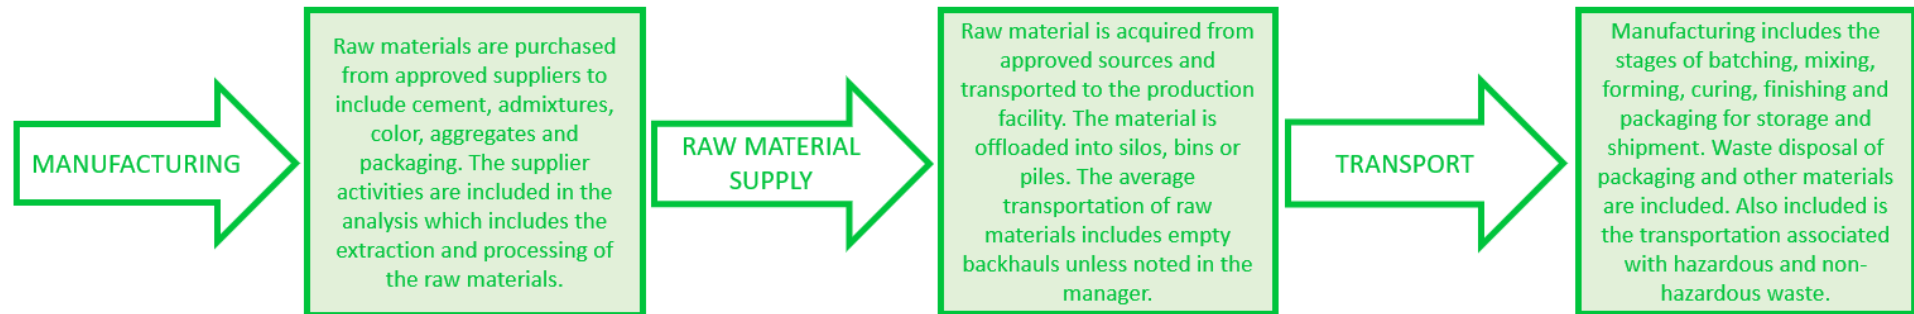 MANUFACTURING
Raw materials are purchased
from approved suppliers to
include cement, admixtures,
color, aggregates and
packaging. The supplier
activities are included in the
analysis which includes the
extraction and processing of
the raw materials.
RAW MATERIAL
SUPPLY
Raw material is acquired from
approved sources and
transported to the production
facility. The material is
offloaded into silos, bins or
piles. The average
transportation of raw
materials includes empty
backhauls unless noted in the
manager.
TRANSPORT
Manufacturing includes the
stages of batching, mixing,
forming, curing, finishing and
packaging for storage and
shipment. Waste disposal of
packaging and other materials
are included. Also included is
the transportation associated
with hazardous and non-
hazardous waste.